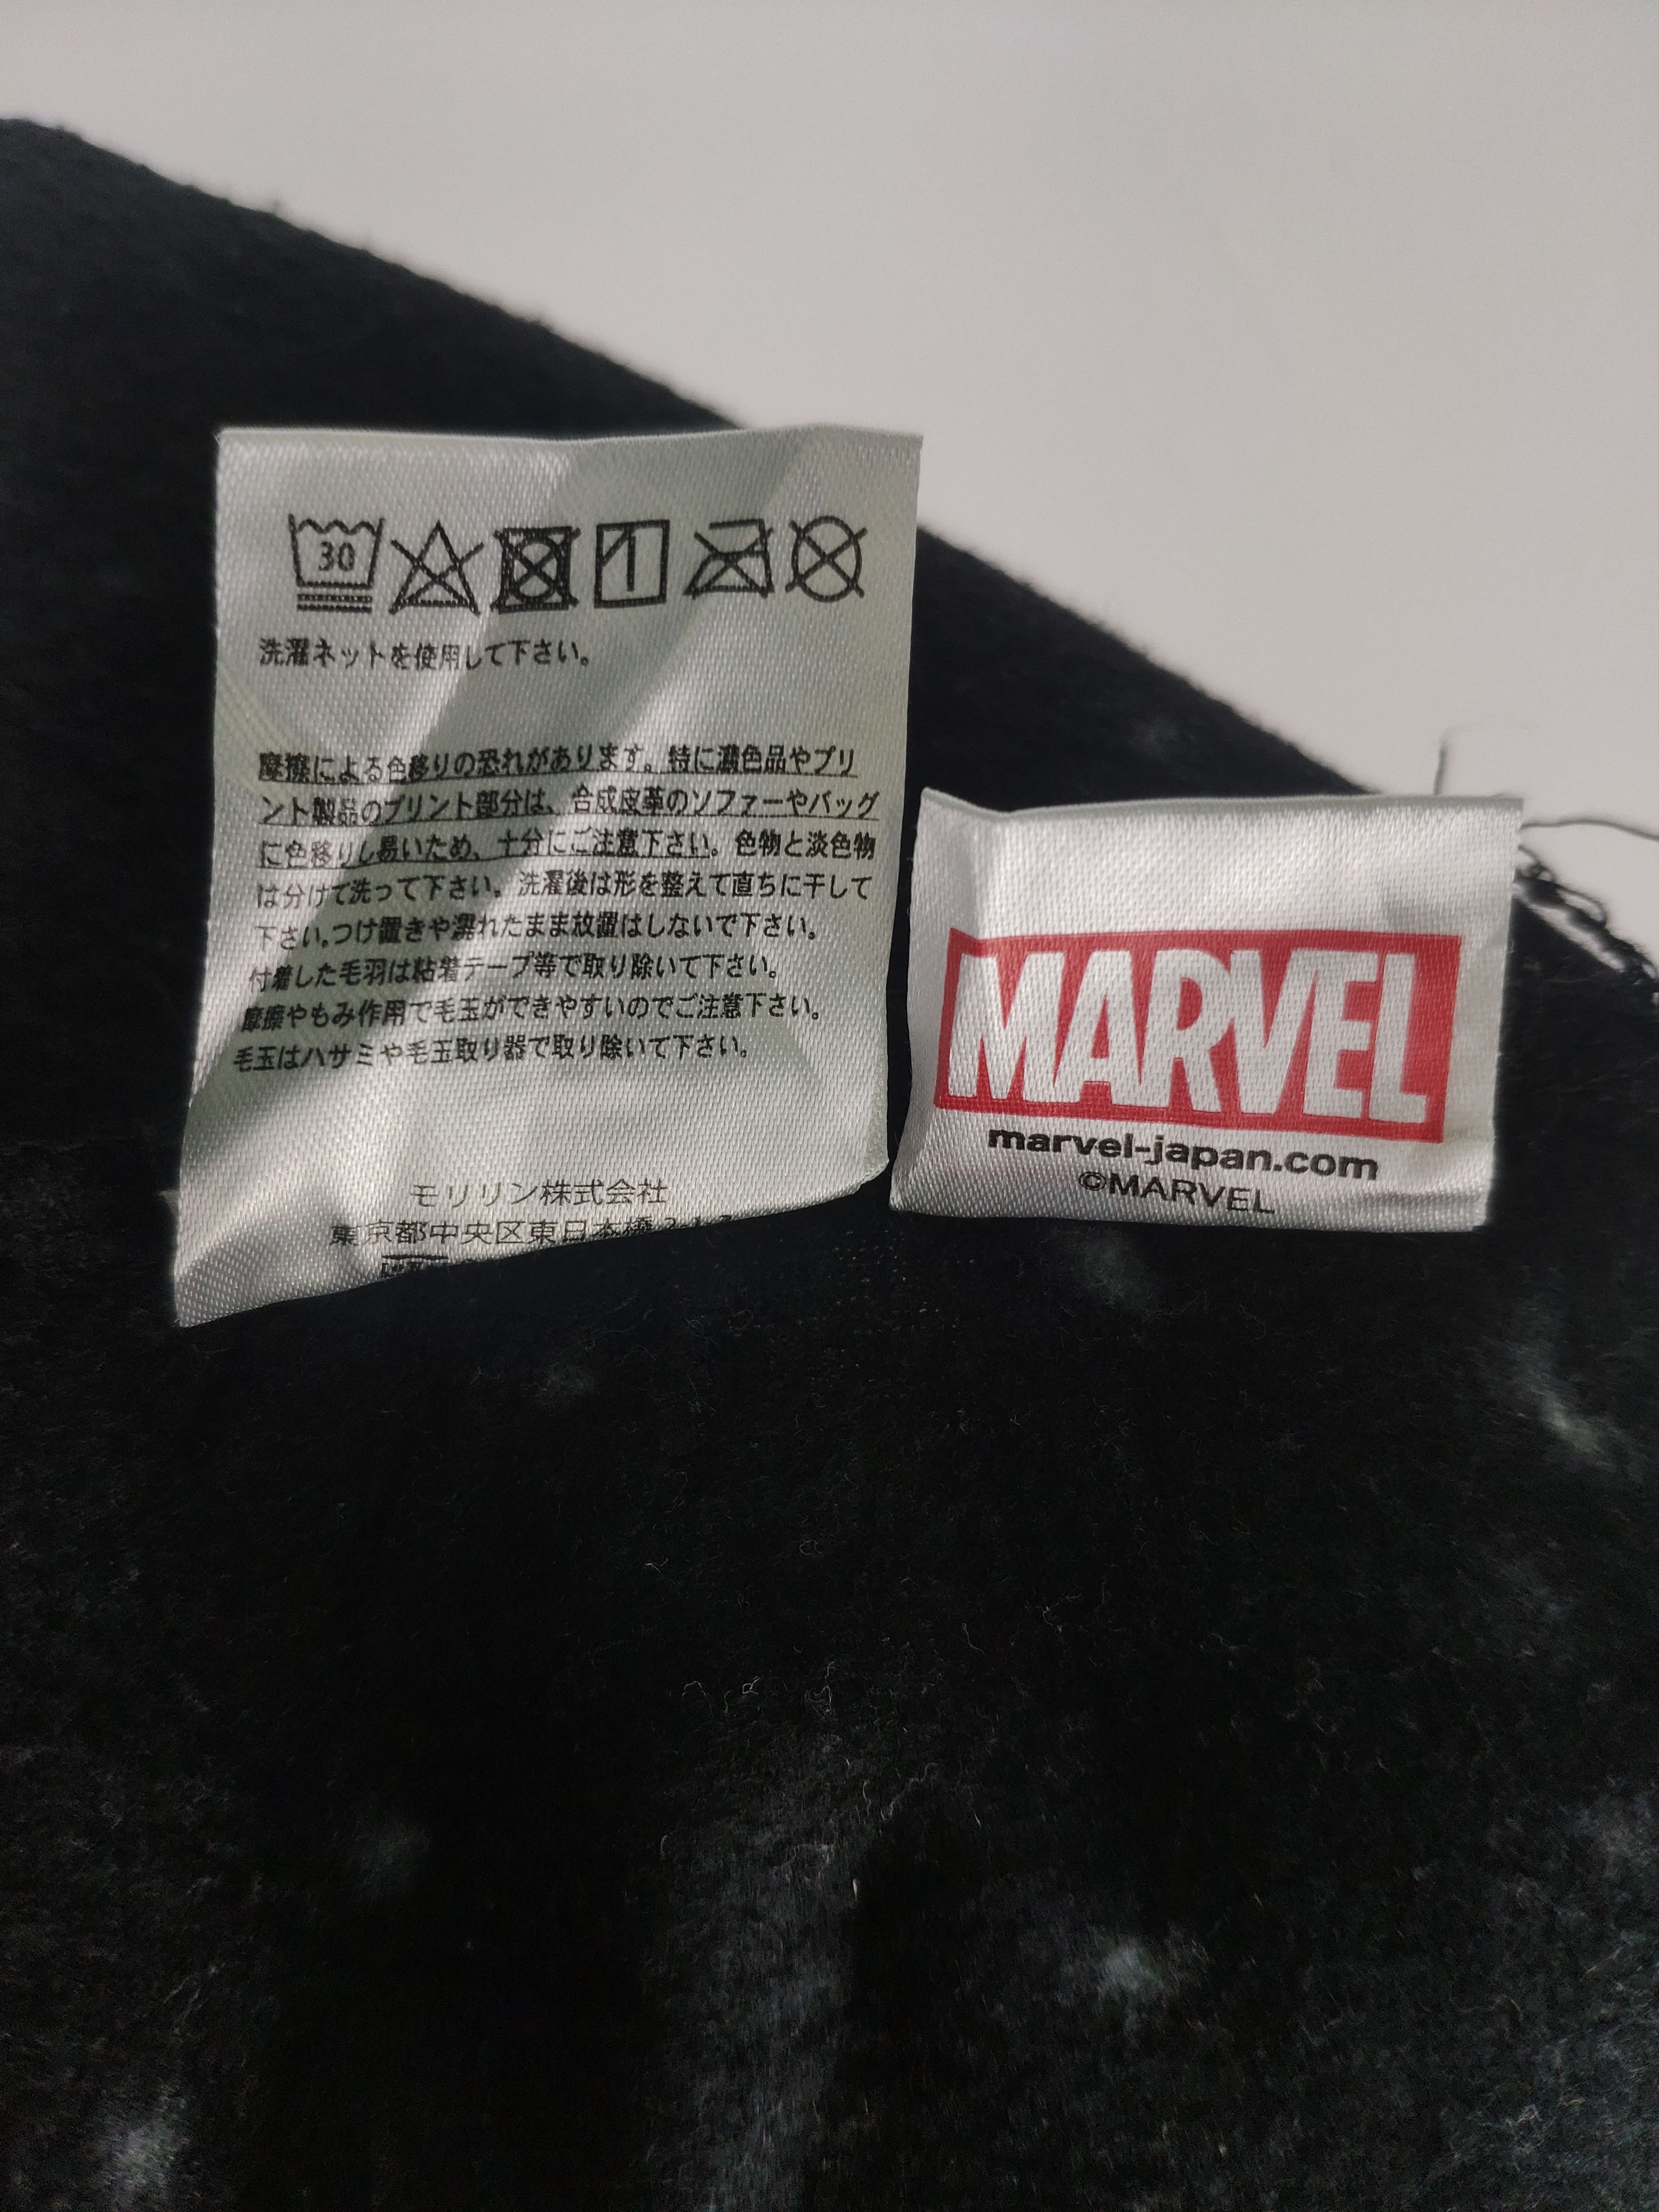 30
洗濯ネットを使用して下さい。
摩擦による色移りの恐れがあります。特に濃色品やプリ
ント製品のプリント部分は、合成皮革のソファーやバッグ
に色移りし易いため、十分にご注意下さい。色物と淡色物
は分けて洗って下さい。洗濯後は形を整えて直ちに干して
下さい。つけ置きや濡れたまま放置はしないで下さい。
付着した毛羽は粘着テープ等で取り除いて下さい。
摩擦やもみ作用で毛玉ができやすいのでご注意下さい。
毛玉はハサミや毛玉取り器で取り除いて下さい。
モリリン株式会社
東京都中央区東日本橋
MARVEL
marvel-japan.com
©MARVEL